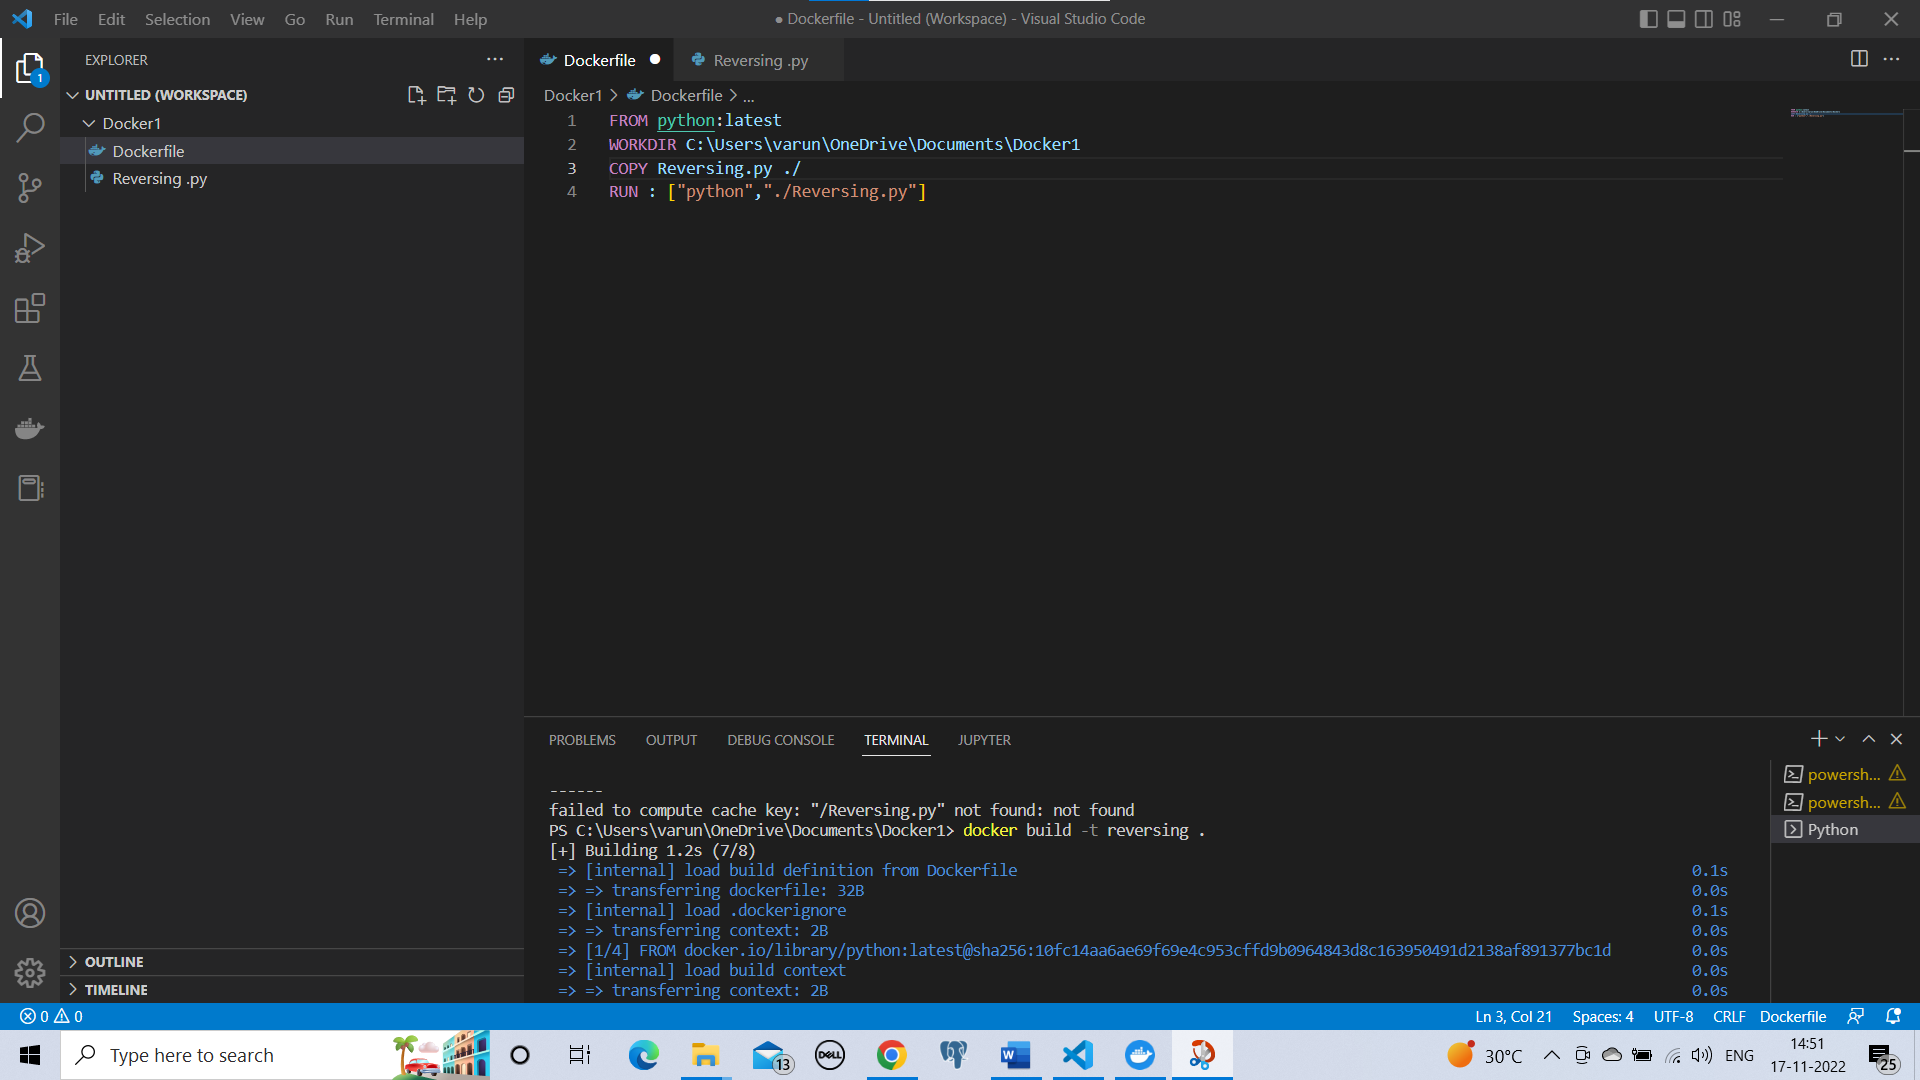 File Edit Selection View Go Run Terminal Help
● Dockerfile - Untitled (Workspace) - Visual Studio Code
EXPLORER
Dockerfile
Reversing .py
1
UNTITLED (WORKSPACE)
Docker1 > Dockerfile > ...
Docker1
Dockerfile
Reversing .py
1 FROM python:latest
2 WORKDIR C:\Users\varun\OneDrive\Documents\Docker1
3 COPY Reversing.py ./
4 RUN : ["python","./Reversing.py"]
PROBLEMS OUTPUT DEBUG CONSOLE TERMINAL JUPYTER
------
failed to compute cache key: "/Reversing.py" not found: not found
PS C:\Users\varun\OneDrive\Documents\Docker1> docker build -t reversing .
[+] Building 1.2s (7/8)
=> [internal] load build definition from Dockerfile 0.1s
=> => transferring dockerfile: 32B 0.0s
=> [internal] load .dockerignore 0.1s
=> => transferring context: 2B 0.0s
=> [1/4] FROM docker.io/library/python:latest@sha256:10fc14aa6ae69f69e4c953cffd9b0964843d8c163950491d2138af891377bc1d 0.0s
=> [internal] load build context 0.0s
=> => transferring context: 2B 0.0s
powersh...
powersh...
Python
OUTLINE
TIMELINE
0 0
Ln 3, Col 21 Spaces: 4 UTF-8 CRLF Dockerfile
Type here to search
13
DELL
W
30°C
ENG
14:51
17-11-2022
25